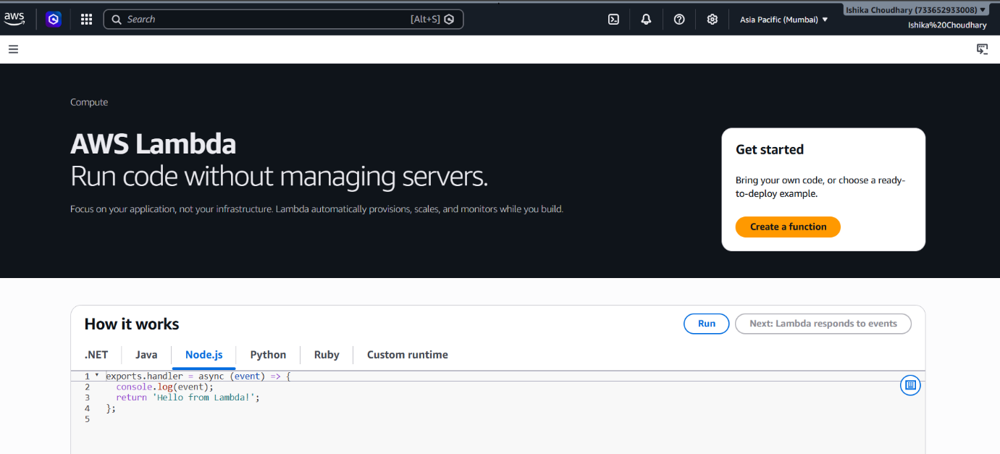 aws
Search
[Alt+S]
Asia Pacific (Mumbai)
Ishika Choudhary (733652933008)
Ishika%20Choudhary
Compute
AWS Lambda
Run code without managing servers.
Focus on your application, not your infrastructure. Lambda automatically provisions, scales, and monitors while you build.
Get started
Bring your own code, or choose a ready-
to-deploy example.
Create a function
How it works
Run
Next: Lambda responds to events
.NET
Java
Node.js
Python
Ruby
Custom runtime
1 exports.handler = async (event) => {
2 console.log(event);
3 return 'Hello from Lambda!';
4 };
5